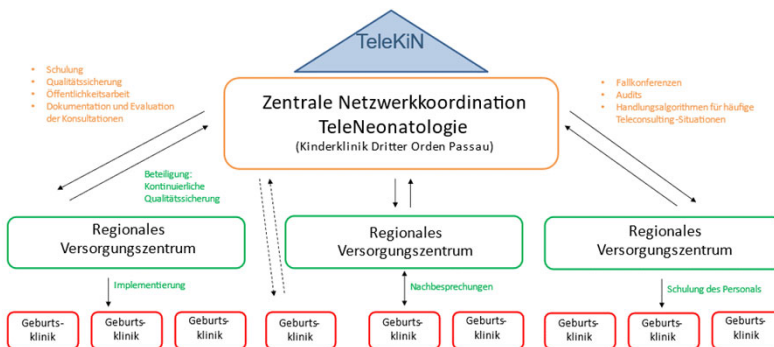 TeleKiN
• Schulung
• Qualitätssicherung
• Öffentlichkeitsarbeit
• Dokumentation und Evaluation
der Konsultationen
Zentrale Netzwerkkoordination
TeleNeonatologie
(Kinderklinik Dritter Orden Passau)
• Fallkonferenzen
• Audits
• Handlungsalgorithmen für häufige
Teleconsulting-Situationen
Beteiligung:
Kontinuierliche
Qualitätssicherung
Regionales
Versorgungszentrum
Regionales
Versorgungszentrum
Regionales
Versorgungszentrum
Implementierung
Nachbesprechungen
Schulung des Personals
Geburts-
klinik
Geburts-
klinik
Geburts-
klinik
Geburts-
klinik
Geburts-
klinik
Geburts-
klinik
Geburts-
klinik
Geburts-
klinik
Geburts-
klinik